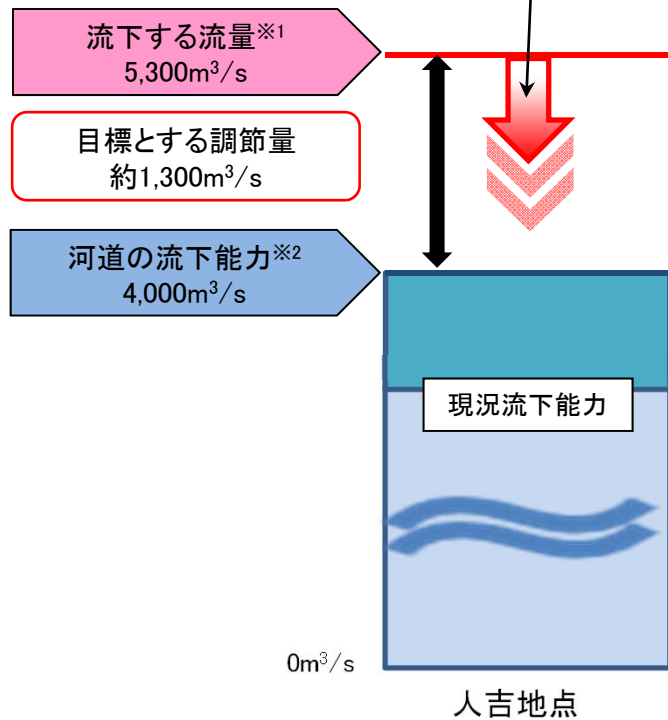 流下する流量※1
5,300m³/s
目標とする調節量
約1,300m³/s
河道の流下能力※2
4,000m³/s
現況流下能力
0m³/s
人吉地点